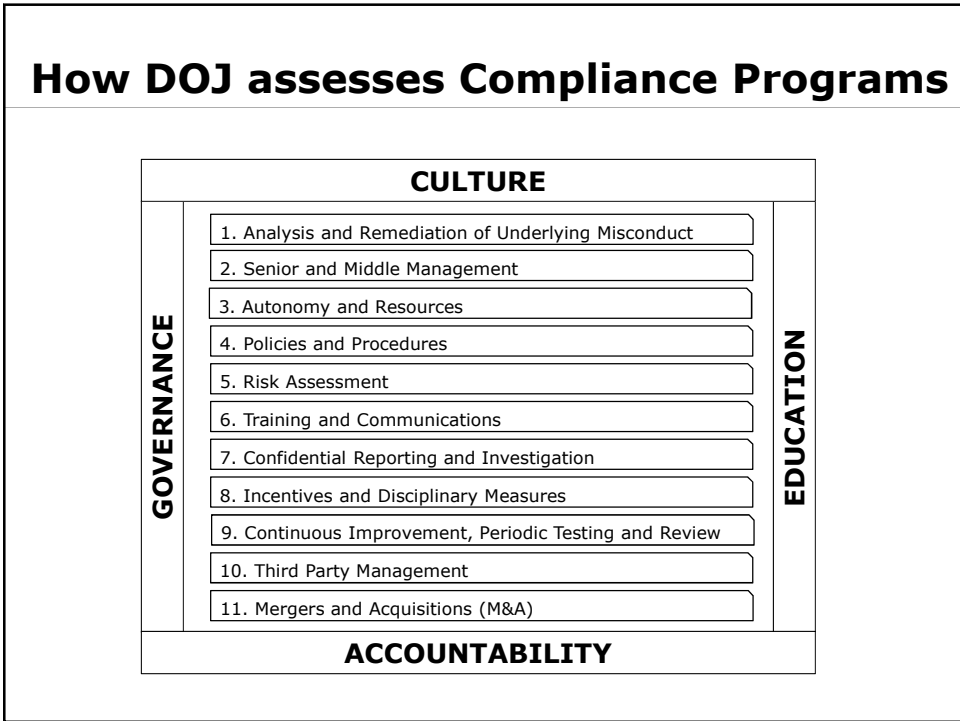 How DOJ assesses Compliance Programs
CULTURE
GOVERNANCE
1. Analysis and Remediation of Underlying Misconduct
2. Senior and Middle Management
3. Autonomy and Resources
4. Policies and Procedures
5. Risk Assessment
6. Training and Communications
7. Confidential Reporting and Investigation
8. Incentives and Disciplinary Measures
9. Continuous Improvement, Periodic Testing and Review
10. Third Party Management
11. Mergers and Acquisitions (M&A)
EDUCATION
ACCOUNTABILITY